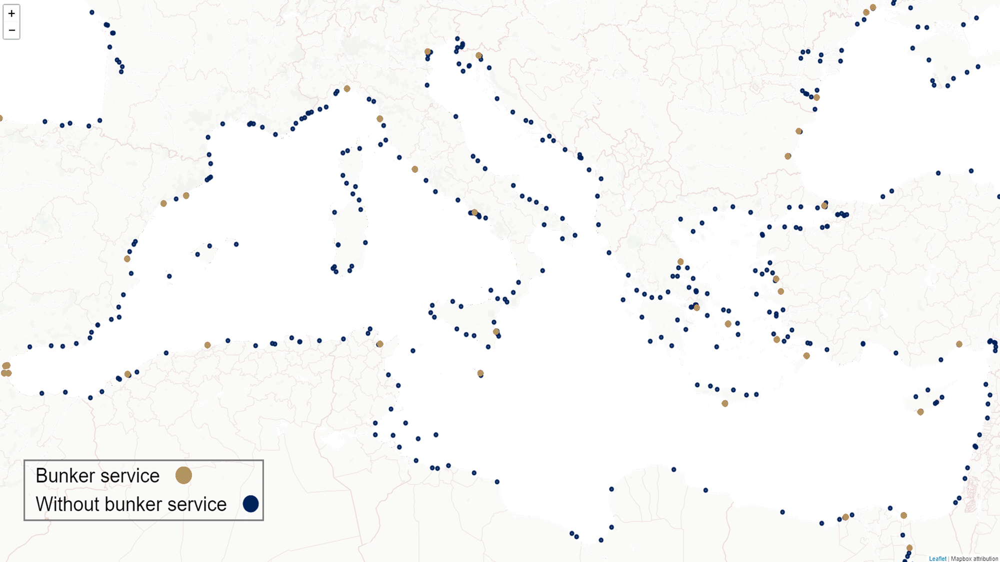 +
−
Bunker service
Without bunker service
Leaflet | Mapbox attribution